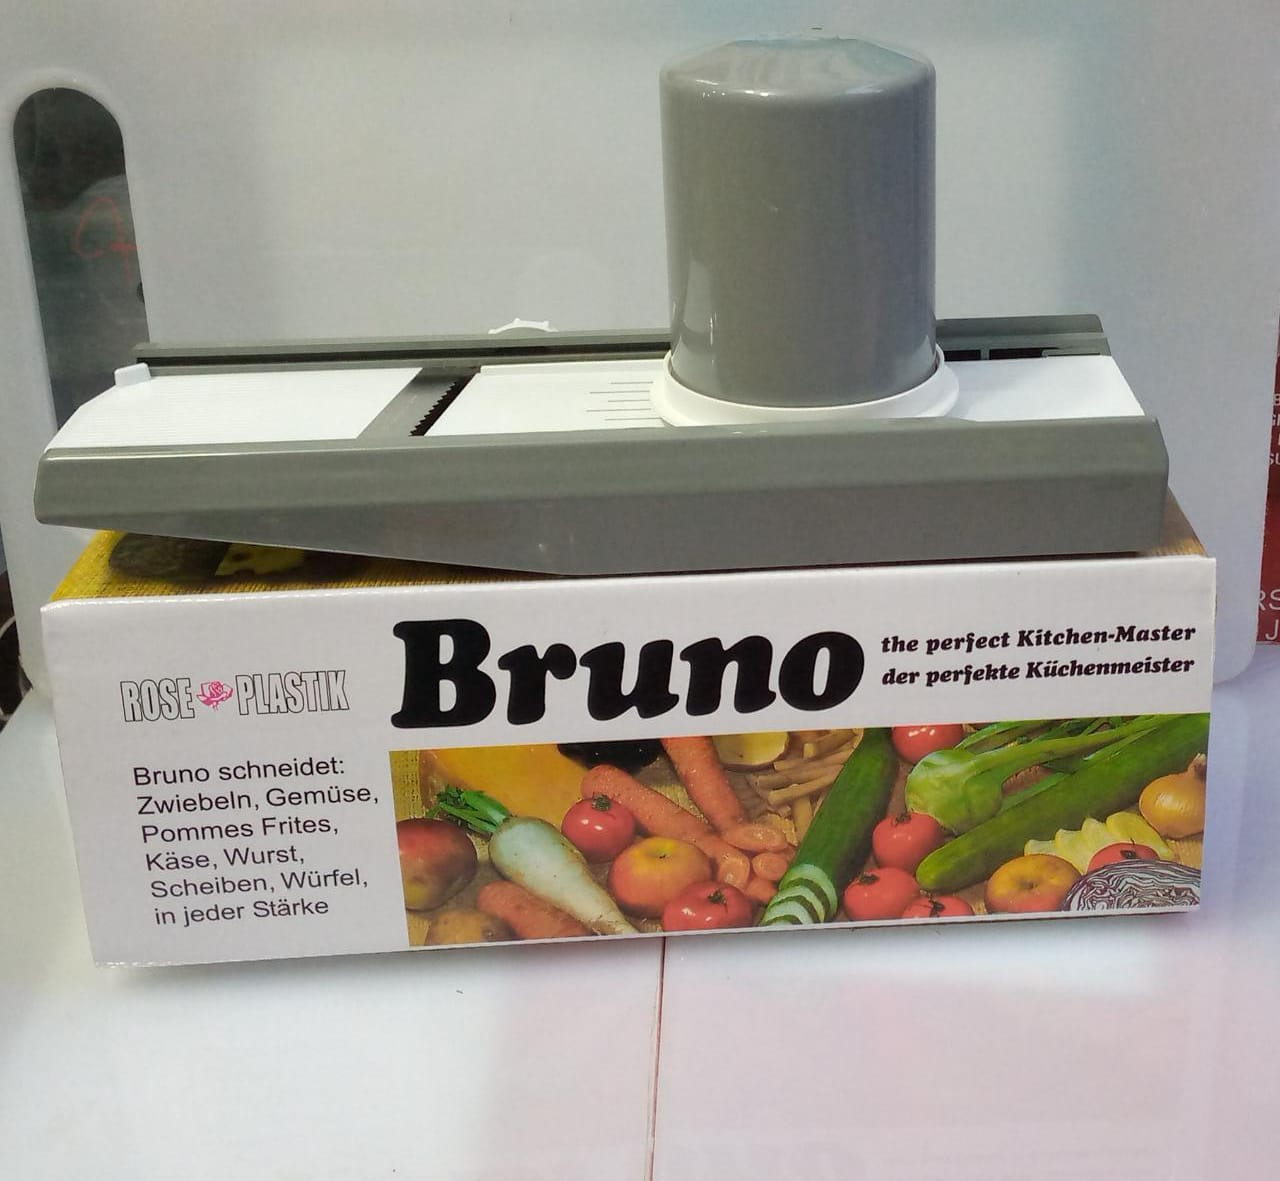 ROSE PLASTIK
Bruno
the perfect Kitchen-Master
der perfekte Küchenmeister
Bruno schneidet:
Zwiebeln, Gemüse,
Pommes Frites,
Käse, Wurst,
Scheiben, Würfel,
in jeder Stärke